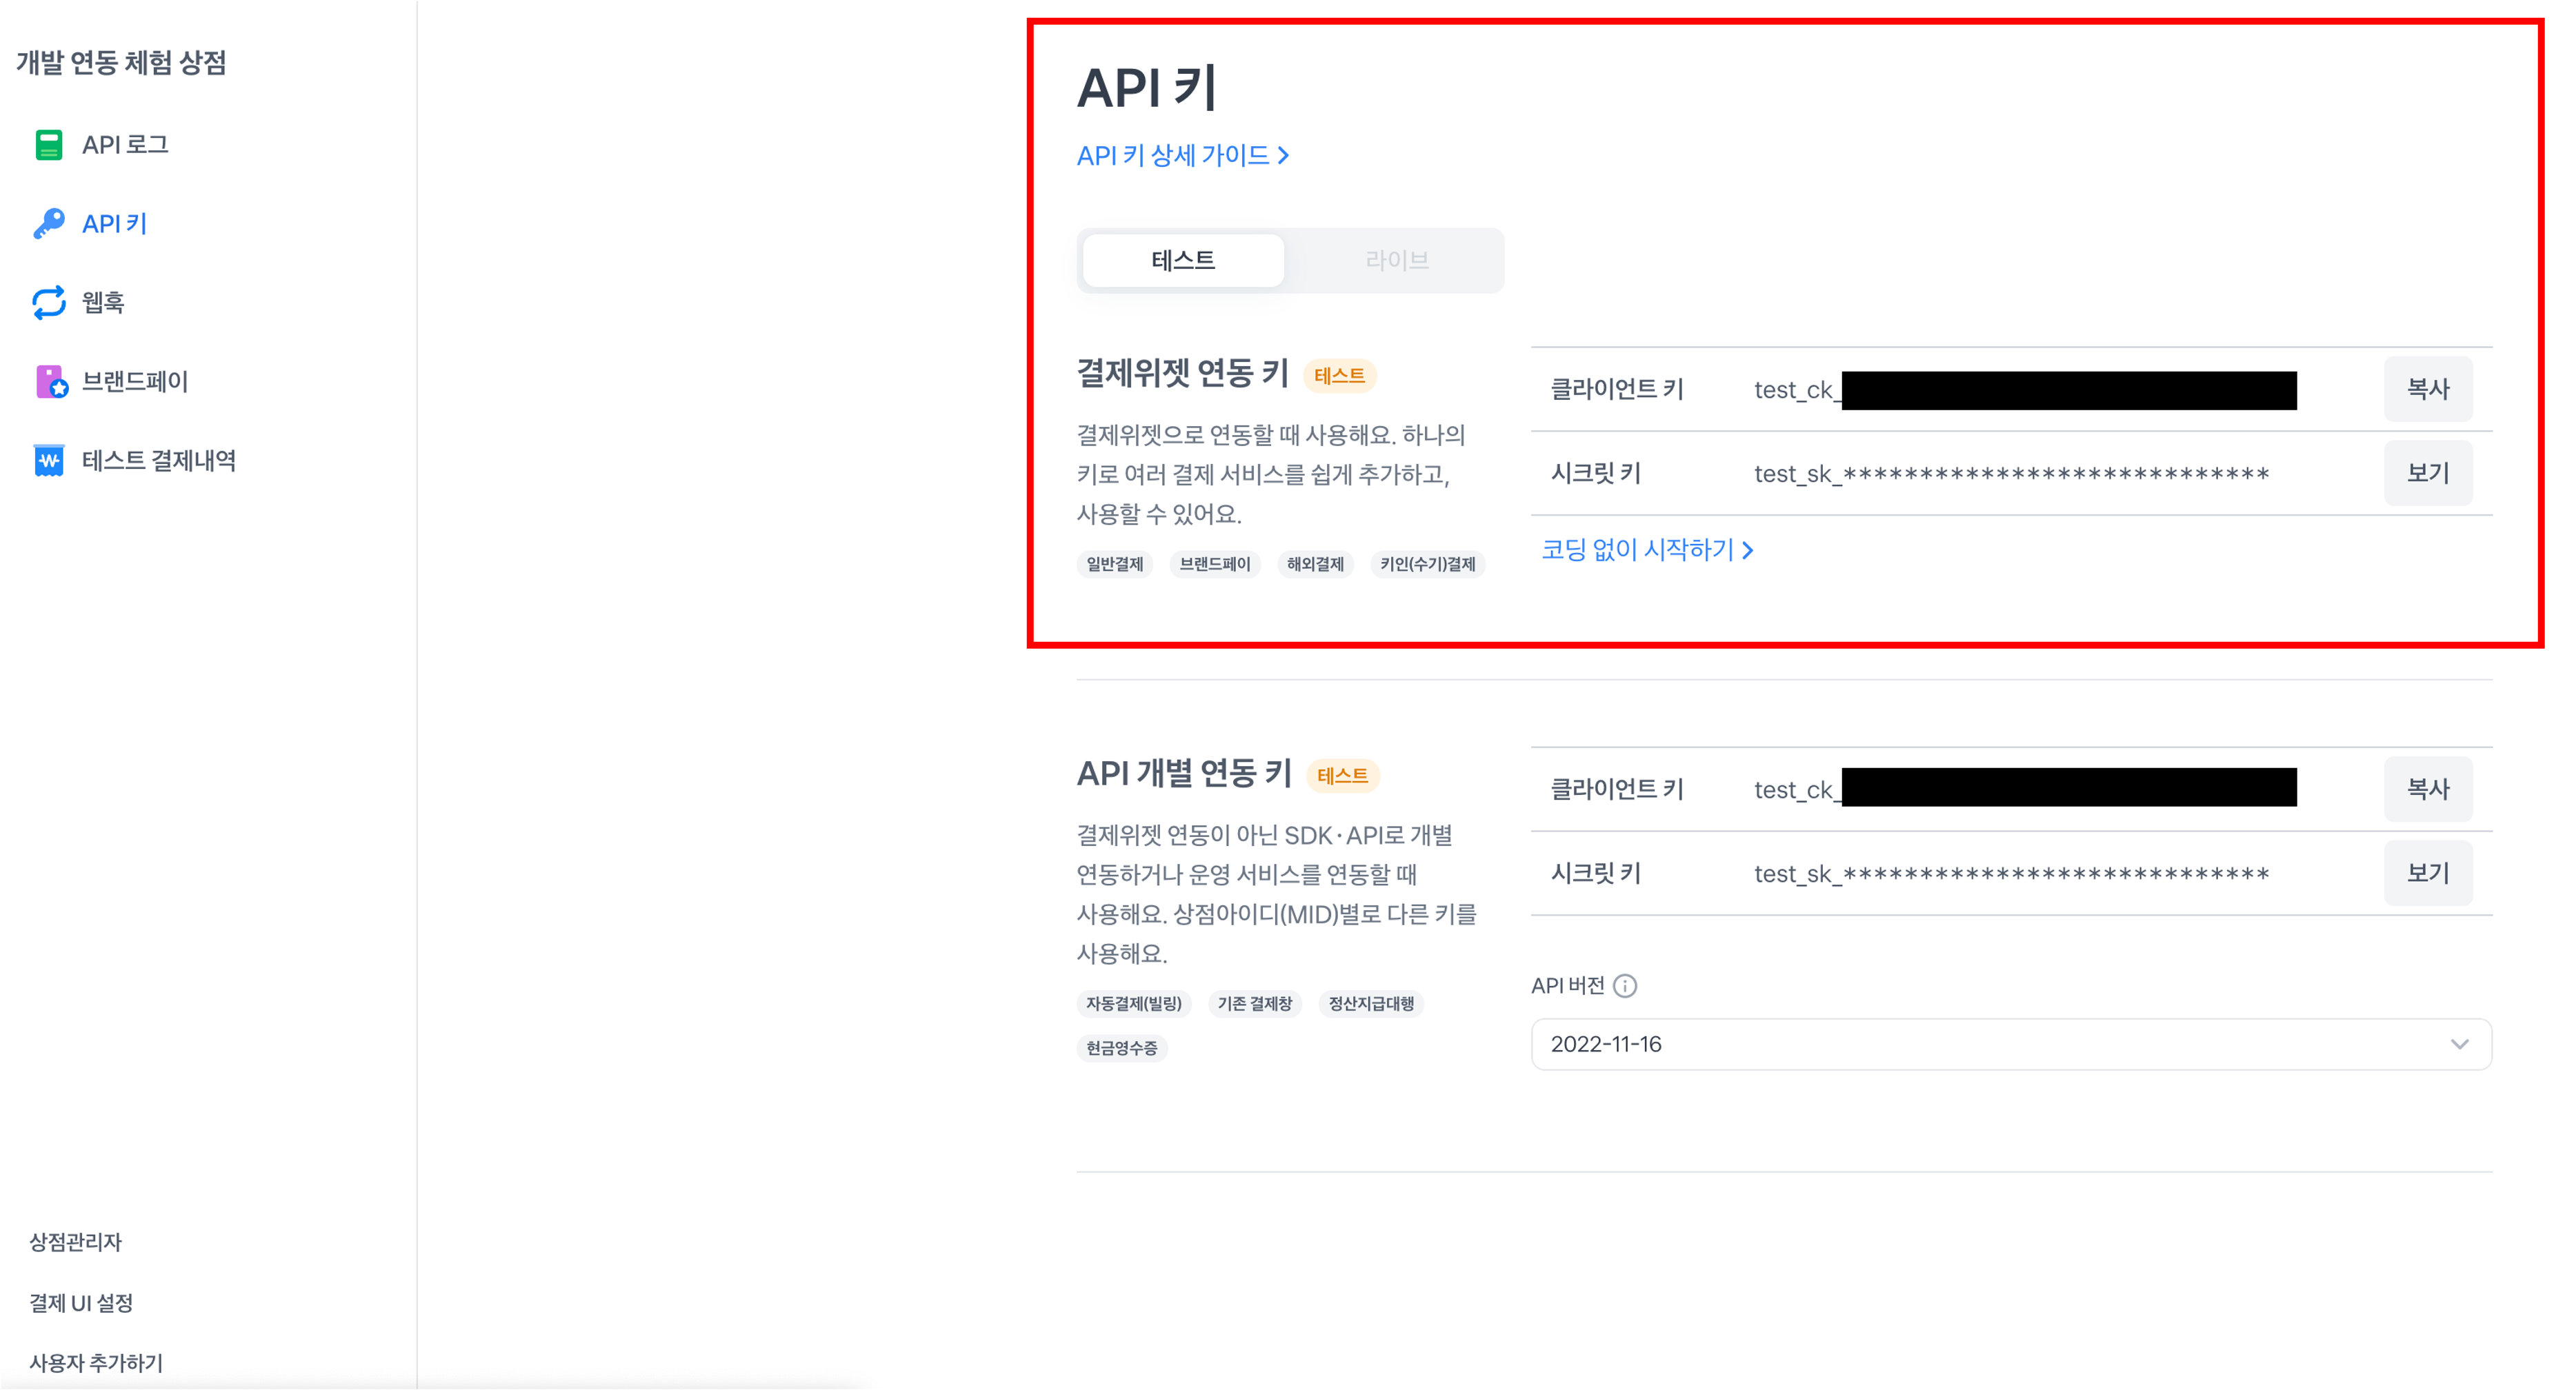 개발 연동 체험 상점
API 로그
API 키
웹훅
브랜드페이
테스트 결제내역
상점관리자
결제 UI 설정
사용자 추가하기
API 키
API 키 상세 가이드 >
테스트 라이브
결제위젯 연동 키 테스트
결제위젯으로 연동할 때 사용해요. 하나의
키로 여러 결제 서비스를 쉽게 추가하고,
사용할 수 있어요.
일반결제 브랜드페이 해외결제 키인(수기)결제
클라이언트 키 test_ck_ 복사
시크릿 키 test_sk_**************************** 보기
코딩 없이 시작하기 >
API 개별 연동 키 테스트
결제위젯 연동이 아닌 SDK·API로 개별
연동하거나 운영 서비스를 연동할 때
사용해요. 상점아이디(MID)별로 다른 키를
사용해요.
자동결제(빌링) 기존 결제창 정산지급대행
현금영수증
클라이언트 키 test_ck_ 복사
시크릿 키 test_sk_**************************** 보기
API 버전
2022-11-16